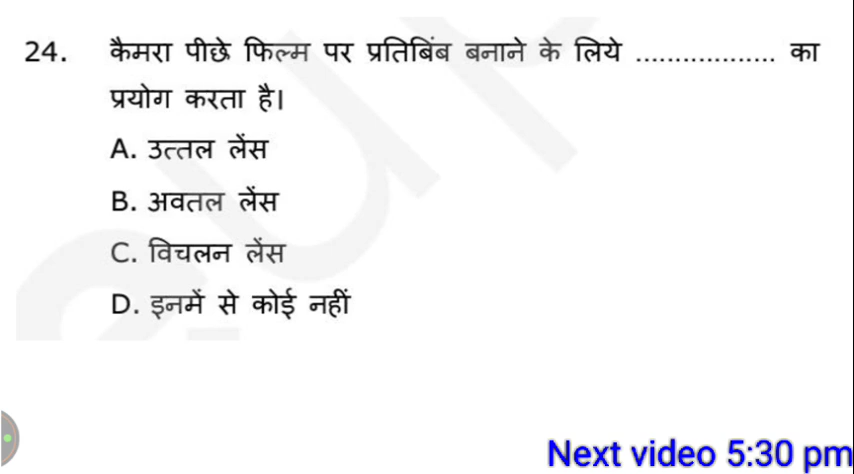 24. कैमरा पीछे फिल्म पर प्रतिबिंब बनाने के लिये ................... का
प्रयोग करता है।
A. उत्तल लेंस
B. अवतल लेंस
C. विचलन लेंस
D. इनमें से कोई नहीं
Next video 5:30 pm